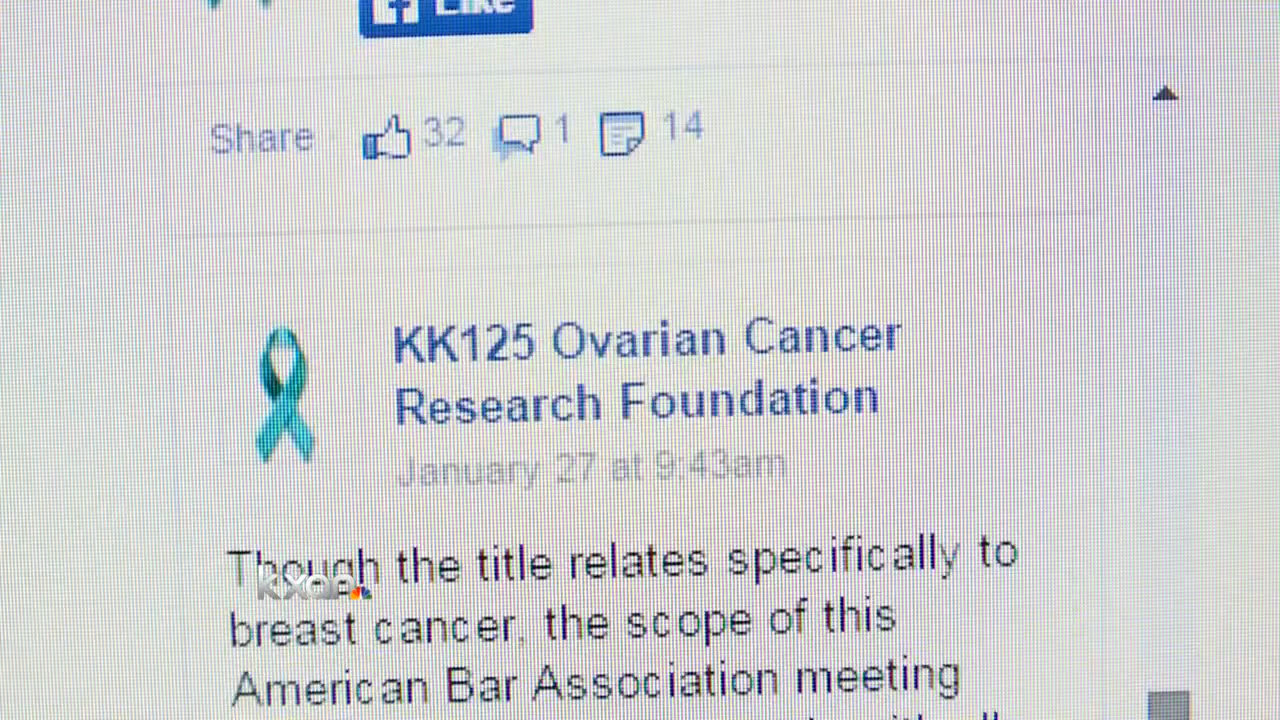 Like
Share 32 1 14
KK125 Ovarian Cancer
Research Foundation
January 27 at 9:43am
Though the title relates specifically to
kxan
breast cancer, the scope of this
American Bar Association meeting